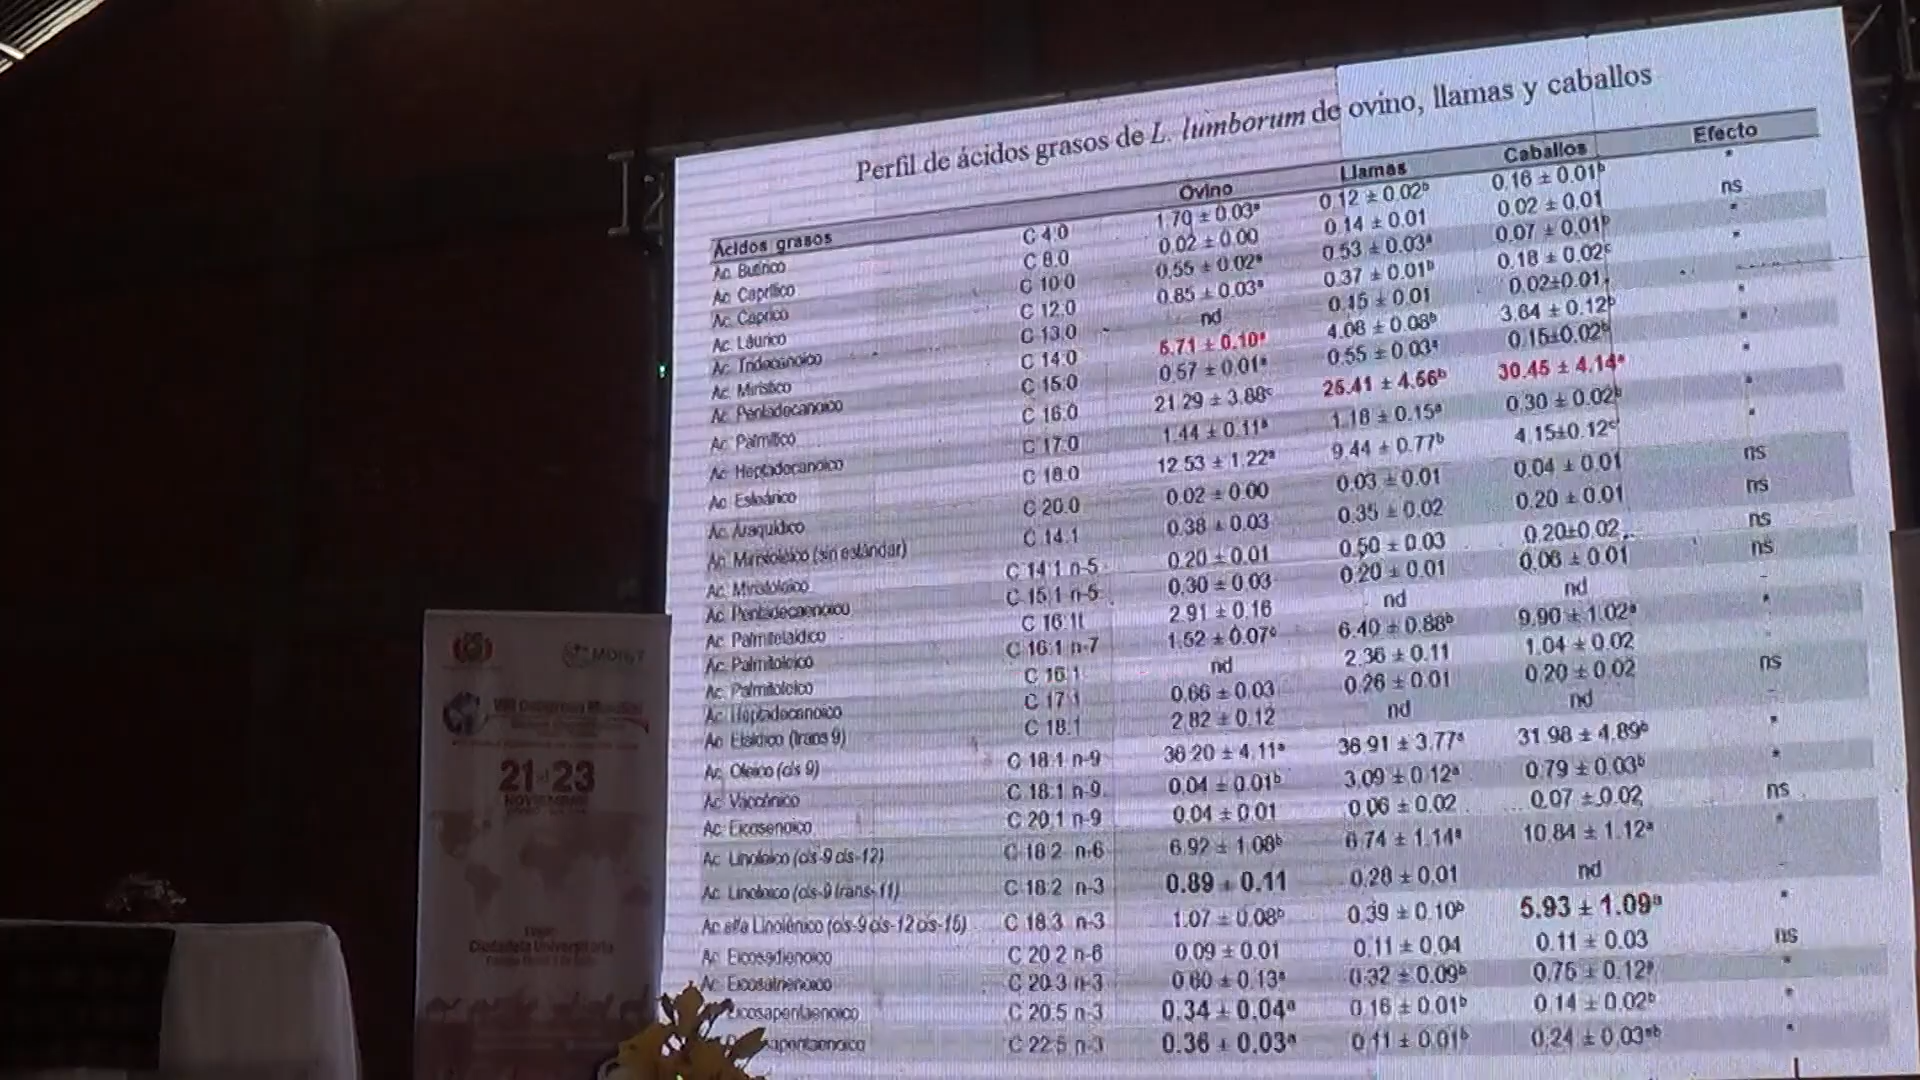 Perfil de ácidos grasos de L. lumborum de ovino, llamas y caballos
Ácidos grasos Ovino Llamas Caballos Efecto
Ac. Butírico C 4:0 1.70 ± 0.03ª 0.12 ± 0.02ᵇ 0.16 ± 0.01ᵇ *
Ac. Caprílico C 8:0 0.02 ± 0.00 0.14 ± 0.01 0.02 ± 0.01 ns
Ac. Cáprico C 10:0 0.55 ± 0.02ª 0.53 ± 0.03ª 0.07 ± 0.01ᵇ *
Ac. Láurico C 12:0 0.85 ± 0.03ª 0.37 ± 0.01ᵇ 0.18 ± 0.02ᶜ *
Ac. Tridecanoico C 13:0 nd 0.15 ± 0.01 0.02±0.01
Ac. Mirístico C 14:0 4.08 ± 0.08ᵇ 3.64 ± 0.12ᵇ *
Ac. Pentadecanoico C 15:0 0.57 ± 0.01ª 0.55 ± 0.03ª 0.15±0.02ᵇ *
Ac. Palmítico C 16:0 21.29 ± 3.88ᶜ 30.45 ± 4.14ª *
Ac. Heptadecanoico C 17:0 1.44 ± 0.11ª 1.18 ± 0.15ª 0.30 ± 0.02ᵇ *
Ac. Esteárico C 18:0 12.53 ± 1.22ª 9.44 ± 0.77ᵇ 4.15±0.12ᶜ *
Ac. Araquídico C 20:0 0.02 ± 0.00 0.03 ± 0.01 0.04 ± 0.01 ns
Ac. Miristoleico (sin estándar) C 14:1 0.38 ± 0.03 0.35 ± 0.02 0.20 ± 0.01 ns
Ac. Miristoleico C 14:1 n-5 0.20 ± 0.01 0.50 ± 0.03 0.20±0.02 ns
Ac. Pentadecaenoico C 15:1 n-5 0.30 ± 0.03 0.20 ± 0.01 0.06 ± 0.01 ns
Ac. Palmitelaídico C 16:1t 2.91 ± 0.16 nd nd -
Ac. Palmitoleico C 16:1 n-7 1.52 ± 0.07ᶜ 6.40 ± 0.88ᵇ 9.90 ± 1.02ª *
Ac. Palmitoleico C 16:1 nd 2.36 ± 0.11 1.04 ± 0.02 -
Ac. Heptadecenoico C 17:1 0.66 ± 0.03 0.26 ± 0.01 0.20 ± 0.02 ns
Ac. Elaídico (trans 9) C 18:1 2.82 ± 0.12 nd nd -
Ac. Oleico (cis 9) C 18:1 n-9 36.20 ± 4.11ª 36.91 ± 3.77ª 31.98 ± 4.89ᵇ *
Ac. Vaccénico C 18:1 n-9 0.04 ± 0.01ᵇ 3.09 ± 0.12ª 0.79 ± 0.03ᵇ *
Ac. Eicosenoico C 20:1 n-9 0.04 ± 0.01 0.06 ± 0.02 0.07 ± 0.02 ns
Ac. Linoleico (cis-9 cis-12) C 18:2 n-6 6.92 ± 1.08ᵇ 6.74 ± 1.14ª 10.84 ± 1.12ª *
Ac. Linoleico (cis-9 trans-11) C 18:2 n-3 0.89 ± 0.11 0.28 ± 0.01 nd -
Ac alfa Linolénico (cis-9 cis-12 cis-15) C 18:3 n-3 1.07 ± 0.08ᵇ 0.39 ± 0.10ᵇ 5.93 ± 1.09ª *
Ac. Eicosadienoico C 20:2 n-6 0.09 ± 0.01 0.11 ± 0.04 0.11 ± 0.03 ns
Ac. Eicosatrienoico C 20:3 n-3 0.60 ± 0.13ª 0.32 ± 0.09ᵇ 0.76 ± 0.12ª *
icosapentaenoico C 20:5 n-3 0.34 ± 0.04ª 0.16 ± 0.01ᵇ 0.14 ± 0.02ᵇ *
sapentaenoico C 22:5 n-3 0.36 ± 0.03ª 0.11 ± 0.01ᵇ 0.24 ± 0.03ªᵇ *
VIII Congreso Mundial
21 al 23
NOVIEMBRE
Ciudadela Universitaria